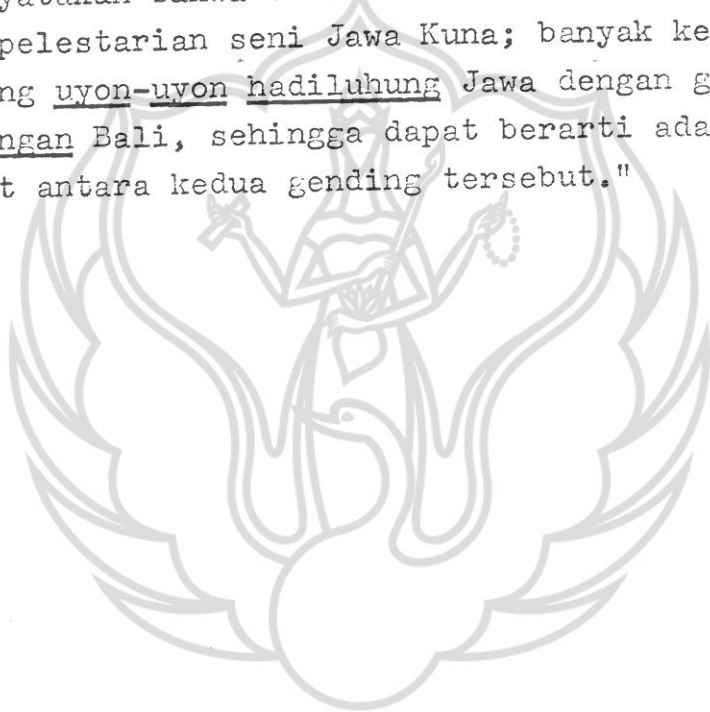 yatakan bahwa
pelestarian seni Jawa Kuna; banyak ke
ng uyon-uyon hadiluhung Jawa dengan g
ngan Bali, sehingga dapat berarti ada
t antara kedua gending tersebut."